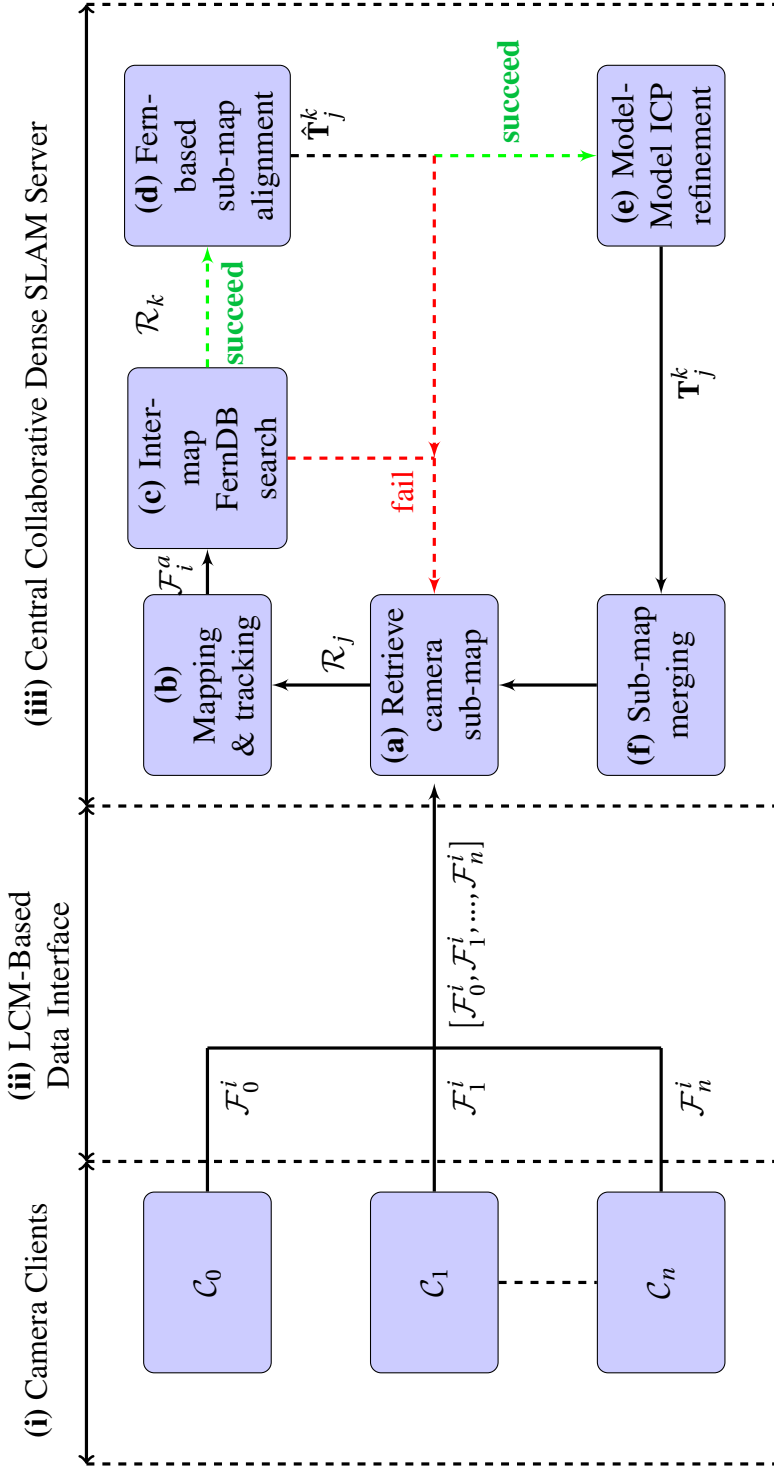 (i) Camera Clients
(ii) LCM-Based
Data Interface
(iii) Central Collaborative Dense SLAM Server
𝒞₀
𝒞₁
𝒞ₙ
ℱ₀ⁱ
ℱ₁ⁱ
ℱₙⁱ
[ℱ₀ⁱ, ℱ₁ⁱ, ..., ℱₙⁱ]
(a) Retrieve
camera
sub-map
ℛⱼ
(b)
Mapping
& tracking
ℱᵢᵃ
(c) Inter-
map
FernDB
search
ℛₖ
succeed
fail
(d) Fern-
based
sub-map
alignment
T̂ⱼᵏ
succeed
(e) Model-
Model ICP
refinement
Tⱼᵏ
(f) Sub-map
merging